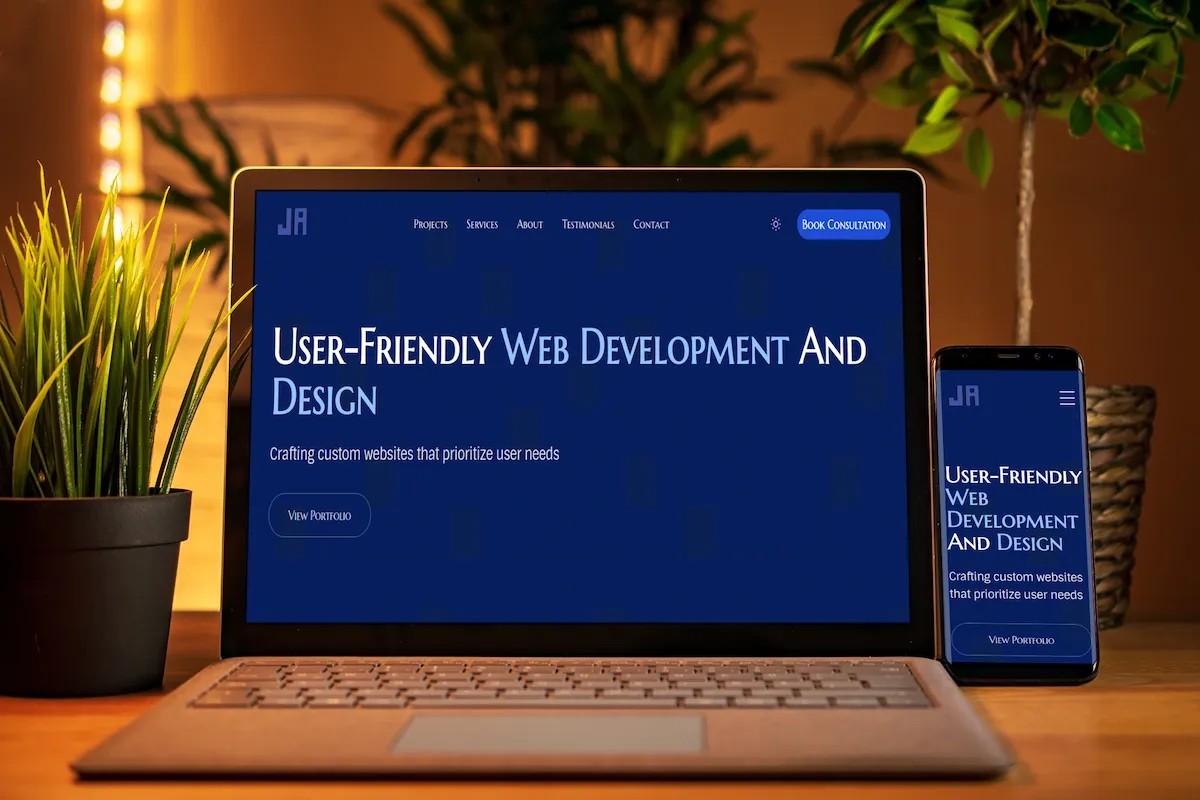 JA
Projects Services About Testimonials Contact
Book Consultation
User-Friendly Web Development And
Design
Crafting custom websites that prioritize user needs
View Portfolio
JA
User-Friendly
Web
Development
And Design
Crafting custom websites
that prioritize user needs
View Portfolio